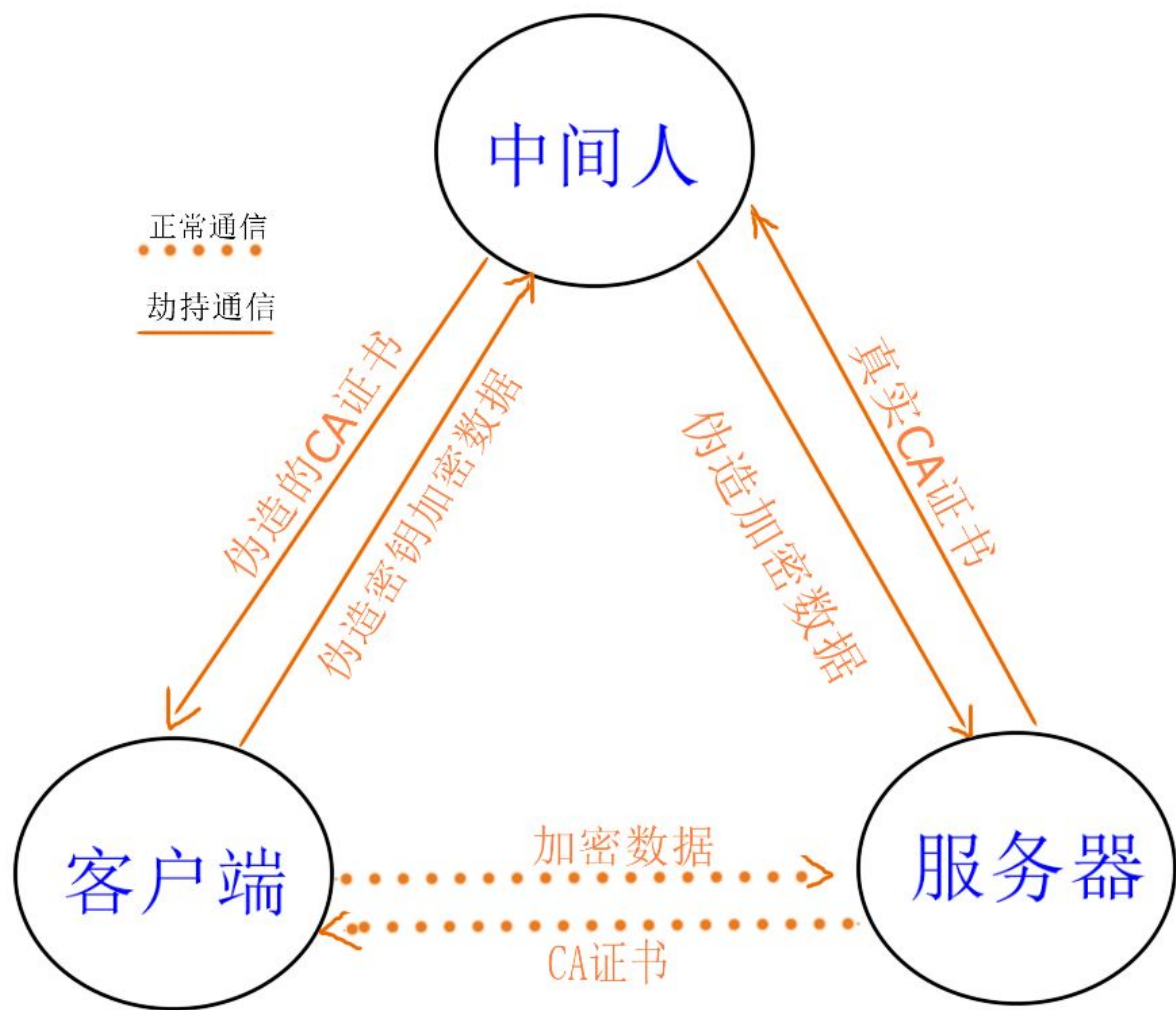 中间人
正常通信
劫持通信
伪造的CA证书
伪造密钥加密数据
伪造加密数据
真实CA证书
客户端
加密数据
服务器
CA证书